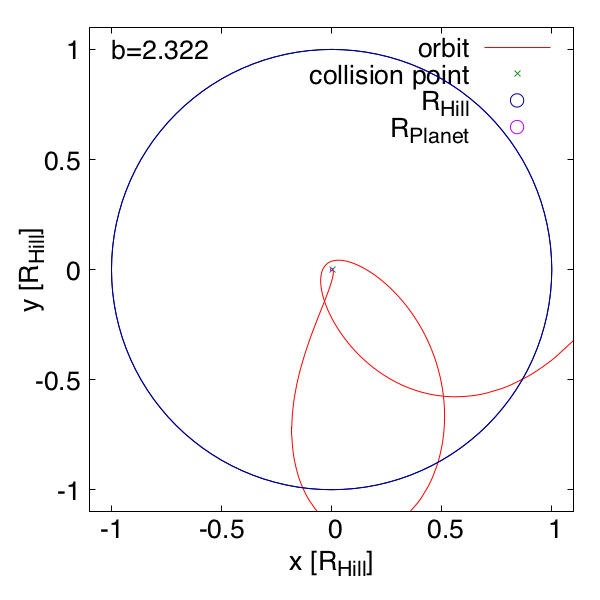 b=2.322
orbit
collision point
R_Hill
R_Planet
1
0.5
0
-0.5
-1
-1
-0.5
0
0.5
1
y [R_Hill]
x [R_Hill]